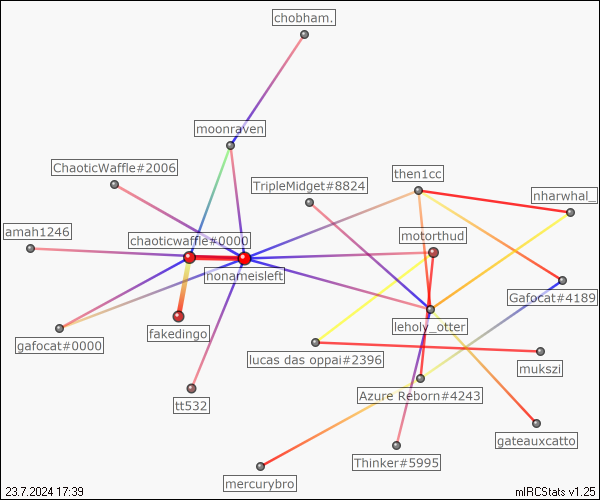 chobham.
moonraven
ChaoticWaffle#2006
then1cc
TripleMidget#8824
nharwhal_
amah1246
chaoticwaffle#0000
motorthud
nonameisleft
Gafocat#4189
fakedingo
leholy_otter
gafocat#0000
lucas das oppai#2396
mukszi
Azure Reborn#4243
tt532
gateauxcatto
Thinker#5995
mercurybro
23.7.2024 17:39
mIRCStats v1.25